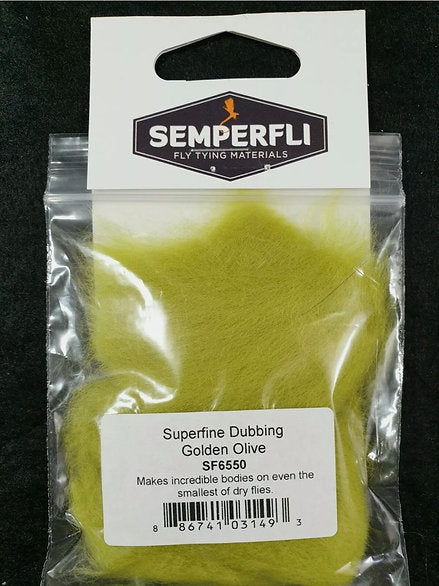 SEMPERFLI
FLY TYING MATERIALS
Superfine Dubbing
Golden Olive
SF6550
Makes incredible bodies on even the
smallest of dry flies.
8 86741 03149 3